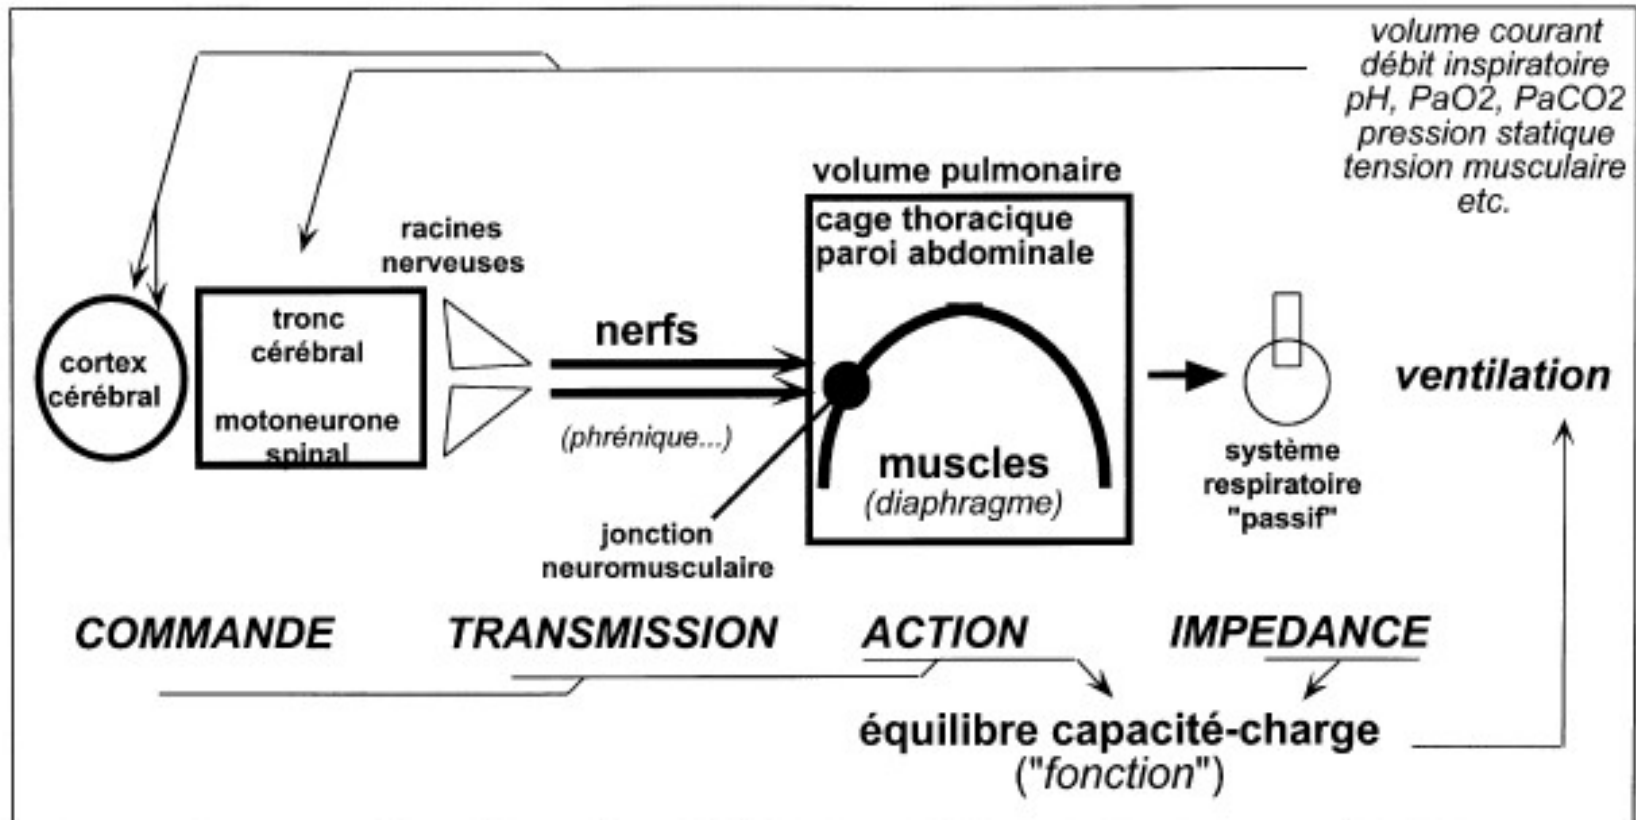 volume courant
débit inspiratoire
pH, PaO2, PaCO2
pression statique
tension musculaire
etc.
volume pulmonaire
cage thoracique
paroi abdominale
racines
nerveuses
cortex
cérébral
tronc
cérébral
motoneurone
spinal
nerfs
(phrénique...)
jonction
neuromusculaire
muscles
(diaphragme)
système
respiratoire
"passif"
ventilation
COMMANDE
TRANSMISSION
ACTION
IMPEDANCE
équilibre capacité-charge
("fonction")